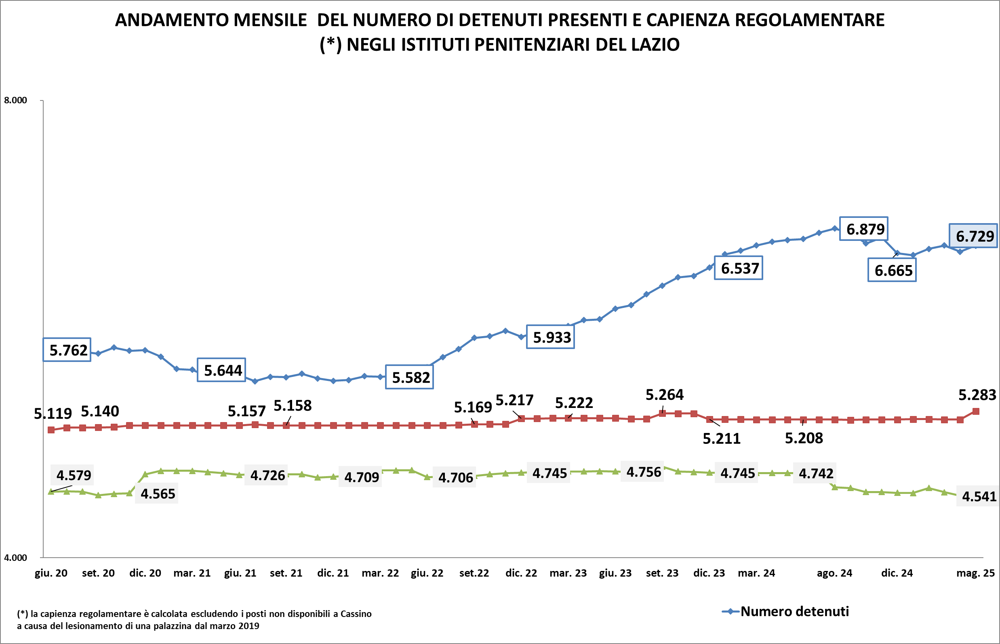 ANDAMENTO MENSILE  DEL NUMERO DI DETENUTI PRESENTI E CAPIENZA REGOLAMENTARE
(*) NEGLI ISTITUTI PENITENZIARI DEL LAZIO
8.000
6.879
6.729
6.537
6.665
5.933
5.762
5.644
5.582
5.119
5.140
5.157
5.158
5.169
5.217
5.222
5.264
5.283
5.211
5.208
4.579
4.565
4.726
4.709
4.706
4.745
4.756
4.745
4.742
4.541
4.000
giu. 20
set. 20
dic. 20
mar. 21
giu. 21
set. 21
dic. 21
mar. 22
giu. 22
set.22
dic. 22
mar. 23
giu. 23
set. 23
dic. 23
mar. 24
ago. 24
dic. 24
mag. 25
Numero detenuti
(*) la capienza regolamentare è calcolata escludendo i posti non disponibili a Cassino
a causa del lesionamento di una palazzina dal marzo 2019